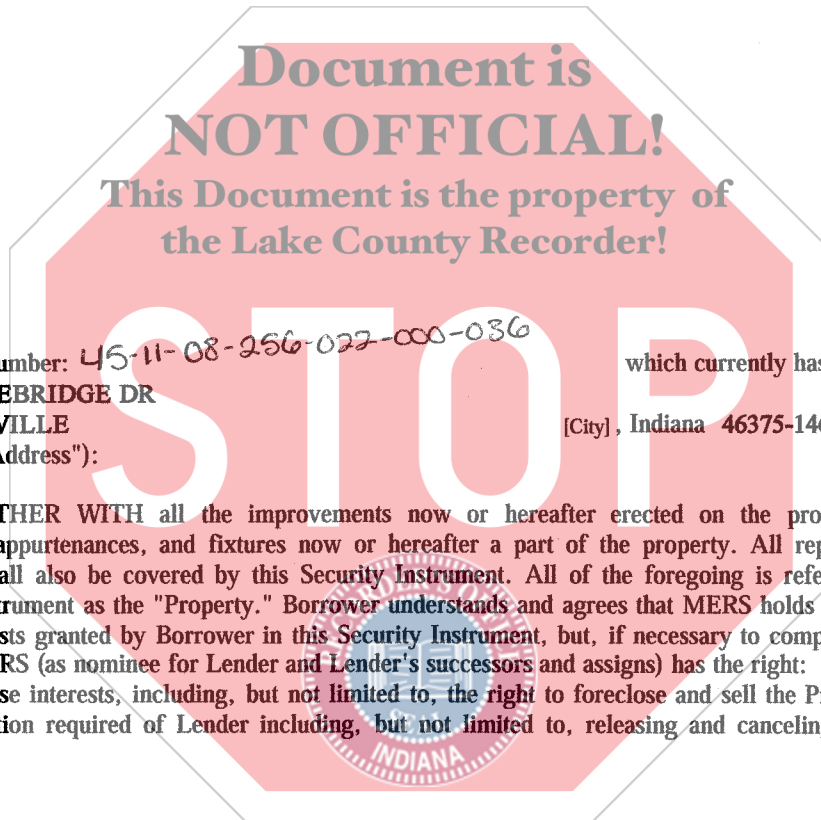 Document is
NOT OFFICIAL!
This Document is the property of
the Lake County Recorder!
STOP
umber: 45-11-08-256-022-000-036 which currently has
EBRIDGE DR
VILLE [City], Indiana 46375-146
Address"):
THER WITH all the improvements now or hereafter erected on the pro
appurtenances, and fixtures now or hereafter a part of the property. All rep
all also be covered by this Security Instrument. All of the foregoing is refe
trument as the "Property." Borrower understands and agrees that MERS holds
sts granted by Borrower in this Security Instrument, but, if necessary to comp
RS (as nominee for Lender and Lender's successors and assigns) has the right:
se interests, including, but not limited to, the right to foreclose and sell the P
tion required of Lender including, but not limited to, releasing and canceling
INDIANA